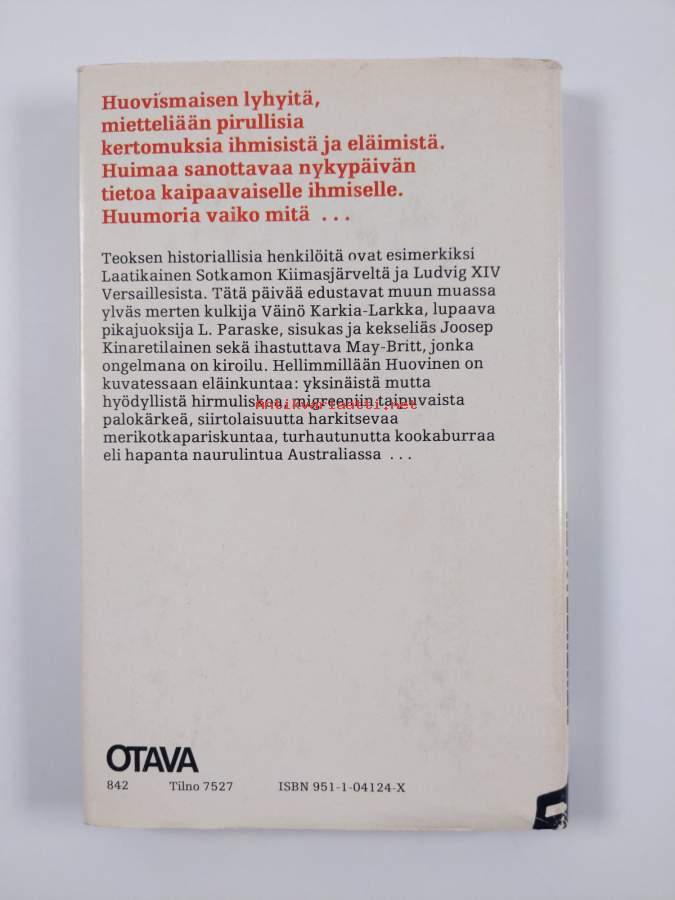 Huovismaisen lyhyitä,
mietteliään pirullisia
kertomuksia ihmisistä ja eläimistä.
Huimaa sanottavaa nykypäivän
tietoa kaipaavaiselle ihmiselle.
Huumoria vaiko mitä ...
Teoksen historiallisia henkilöitä ovat esimerkiksi
Laatikainen Sotkamon Kiimasjärveltä ja Ludvig XIV
Versaillesista. Tätä päivää edustavat muun muassa
ylväs merten kulkija Väinö Karkia-Larkka, lupaava
pikajuoksija L. Paraske, sisukas ja kekseliäs Joosep
Kinaretilainen sekä ihastuttava May-Britt, jonka
ongelmana on kiroilu. Hellimmillään Huovinen on
kuvatessaan eläinkuntaa: yksinäistä mutta
hyödyllistä hirmuliskoa, migreeniin taipuvaista
Antikvariaatti.net
palokärkeä, siirtolaisuutta harkitsevaa
merikotkapariskuntaa, turhautunutta kookaburraa
eli hapanta naurulintua Australiassa ...
OTAVA
842 Tilno 7527 ISBN 951-1-04124-X